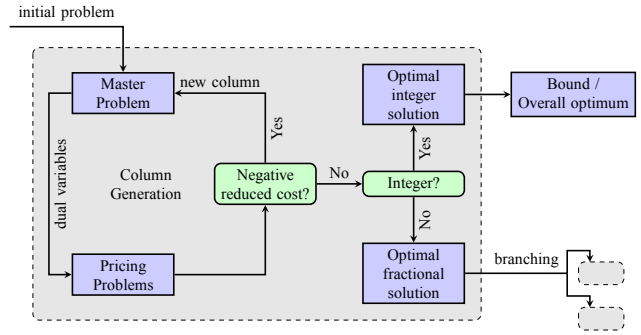 initial problem
Master
Problem
new column
Optimal
integer
solution
Bound /
Overall optimum
Yes
Yes
dual variables
Column
Generation
Negative
reduced cost?
No
Integer?
No
Pricing
Problems
Optimal
fractional
solution
branching